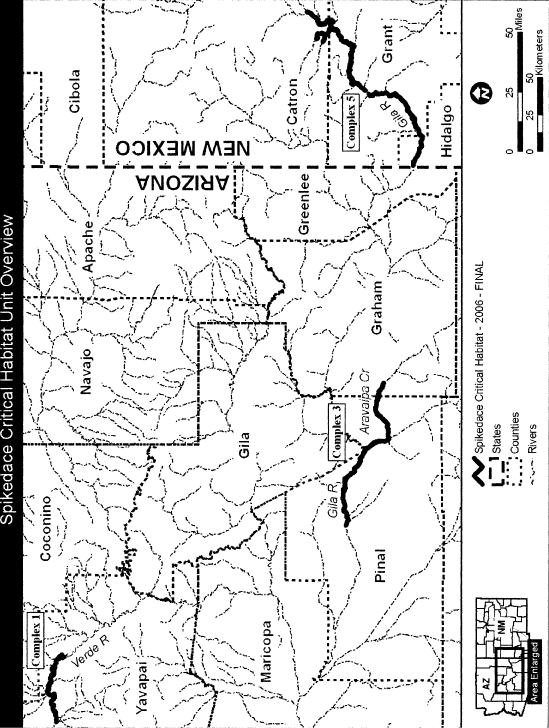 Spikedace Critical Habitat Unit Overview
Complex 1
Verde R
Coconino
Yavapai
Navajo
Apache
Cibola
ARIZONA
NEW MEXICO
Catron
Gila
Maricopa
Greenlee
Complex 5
Grant
Gila R
Hidalgo
Complex 3
Gila R
Aravaipa Cr
Graham
Pinal
AZ
NM
Area Enlarged
Spikedace Critical Habitat - 2006 - FINAL
States
Counties
Rivers
N
0 25 50
Miles
0 25 50
Kilometers